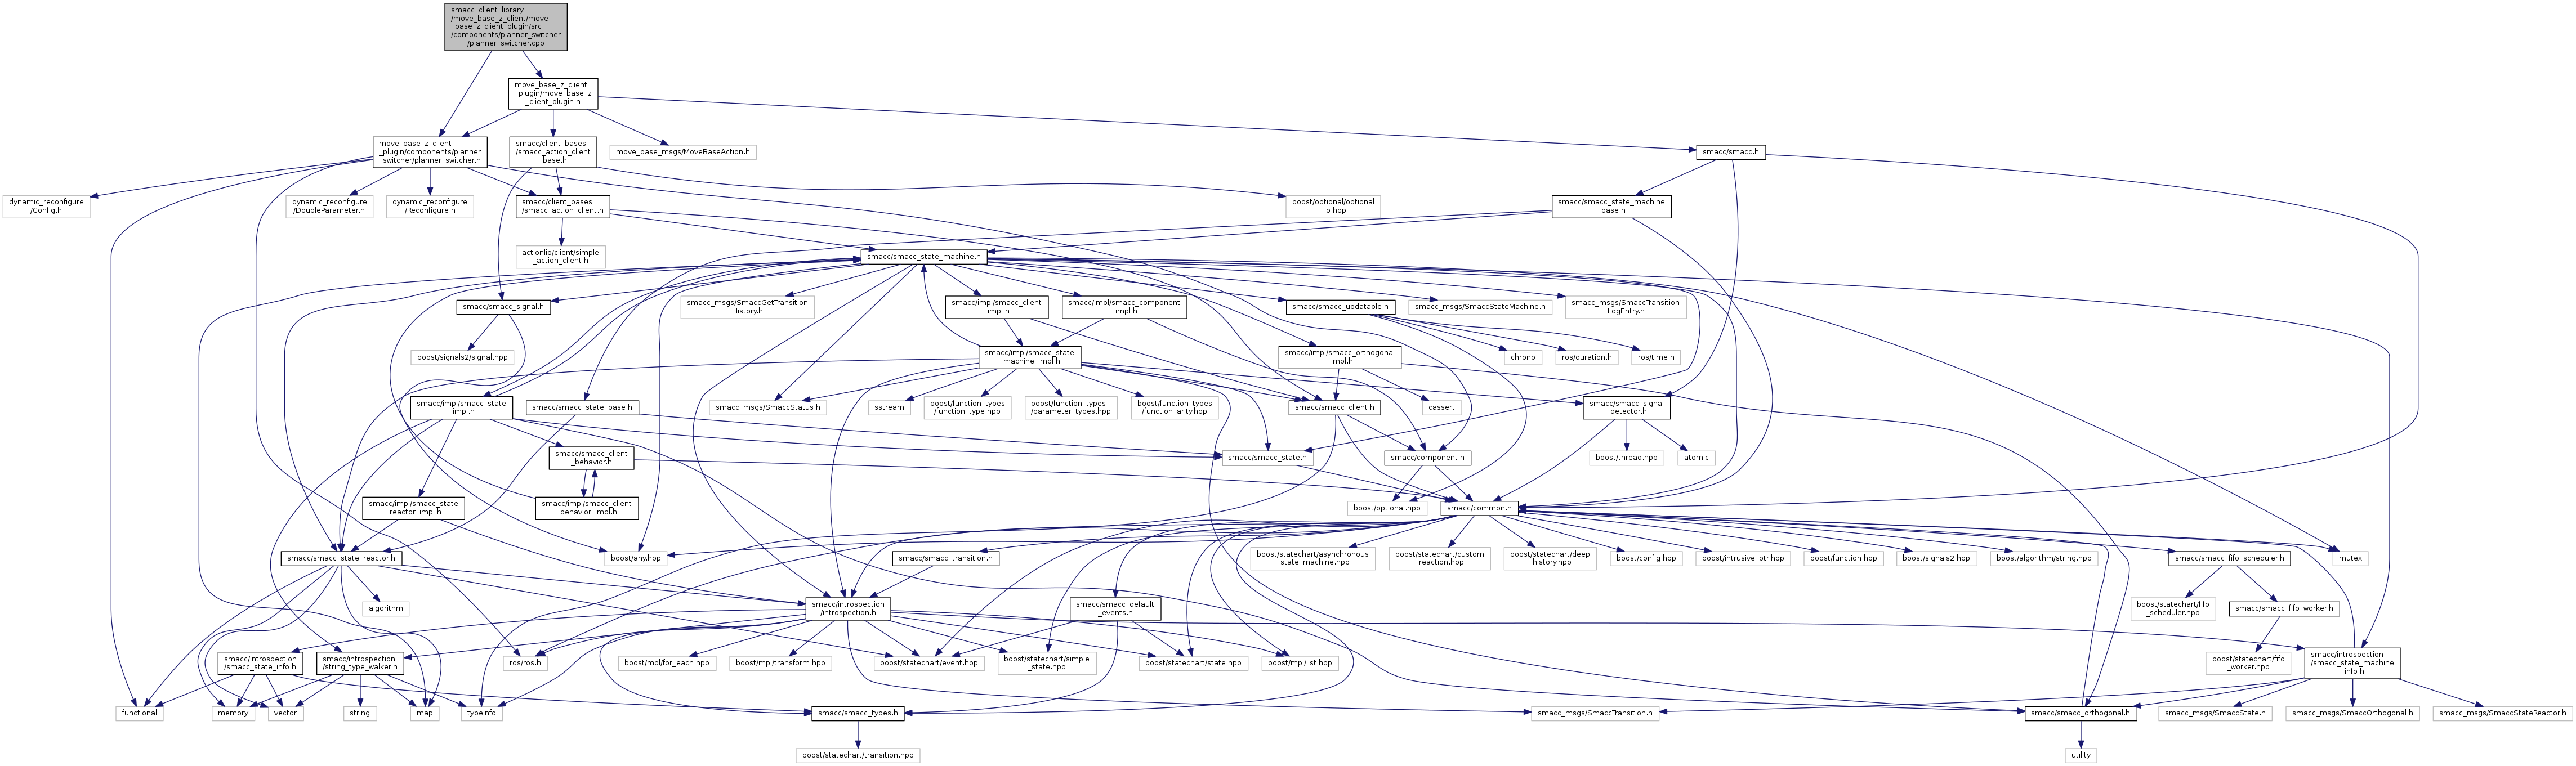 smacc_client_library
/move_base_z_client/move
_base_z_client_plugin/src
/components/planner_switcher
/planner_switcher.cpp
move_base_z_client
_plugin/move_base_z
_client_plugin.h
move_base_z_client
_plugin/components/planner
_switcher/planner_switcher.h
smacc/client_bases
/smacc_action_client
_base.h
move_base_msgs/MoveBaseAction.h
smacc/smacc.h
dynamic_reconfigure
/Config.h
dynamic_reconfigure
/DoubleParameter.h
dynamic_reconfigure
/Reconfigure.h
smacc/client_bases
/smacc_action_client.h
boost/optional/optional
_io.hpp
smacc/smacc_state_machine
_base.h
actionlib/client/simple
_action_client.h
smacc/smacc_state_machine.h
smacc/smacc_signal.h
smacc_msgs/SmaccGetTransition
History.h
smacc/impl/smacc_client
_impl.h
smacc/impl/smacc_component
_impl.h
smacc/smacc_updatable.h
smacc_msgs/SmaccStateMachine.h
smacc_msgs/SmaccTransition
LogEntry.h
boost/signals2/signal.hpp
smacc/impl/smacc_state
_machine_impl.h
smacc/impl/smacc_orthogonal
_impl.h
chrono
ros/duration.h
ros/time.h
smacc/impl/smacc_state
_impl.h
smacc/smacc_state_base.h
smacc_msgs/SmaccStatus.h
sstream
boost/function_types
/function_type.hpp
boost/function_types
/parameter_types.hpp
boost/function_types
/function_arity.hpp
smacc/smacc_client.h
cassert
smacc/smacc_signal
_detector.h
smacc/smacc_client
_behavior.h
smacc/smacc_state.h
smacc/component.h
boost/thread.hpp
atomic
smacc/impl/smacc_state
_reactor_impl.h
smacc/impl/smacc_client
_behavior_impl.h
boost/optional.hpp
smacc/common.h
smacc/smacc_state_reactor.h
boost/any.hpp
smacc/smacc_transition.h
boost/statechart/asynchronous
_state_machine.hpp
boost/statechart/custom
_reaction.hpp
boost/statechart/deep
_history.hpp
boost/config.hpp
boost/intrusive_ptr.hpp
boost/function.hpp
boost/signals2.hpp
boost/algorithm/string.hpp
smacc/smacc_fifo_scheduler.h
mutex
algorithm
smacc/introspection
/introspection.h
smacc/smacc_default
_events.h
boost/statechart/fifo
_scheduler.hpp
smacc/smacc_fifo_worker.h
smacc/introspection
/smacc_state_info.h
smacc/introspection
/string_type_walker.h
ros/ros.h
boost/mpl/for_each.hpp
boost/mpl/transform.hpp
boost/statechart/event.hpp
boost/statechart/simple
_state.hpp
boost/statechart/state.hpp
boost/mpl/list.hpp
boost/statechart/fifo
_worker.hpp
smacc/introspection
/smacc_state_machine
_info.h
functional
memory
vector
string
map
typeinfo
smacc/smacc_types.h
smacc_msgs/SmaccTransition.h
smacc/smacc_orthogonal.h
smacc_msgs/SmaccState.h
smacc_msgs/SmaccOrthogonal.h
smacc_msgs/SmaccStateReactor.h
boost/statechart/transition.hpp
utility